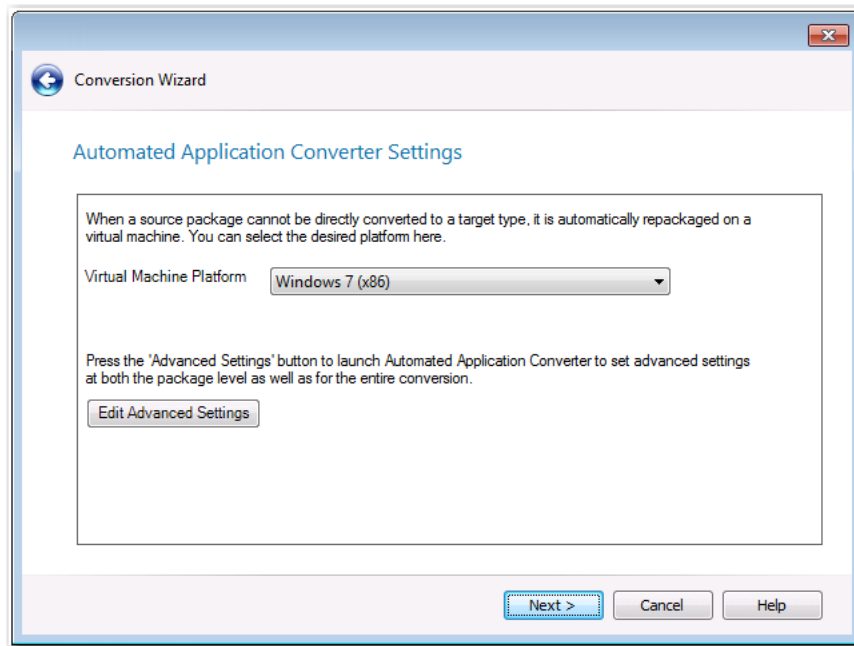 Conversion Wizard
Automated Application Converter Settings
When a source package cannot be directly converted to a target type, it is automatically repackaged on a
virtual machine. You can select the desired platform here.
Virtual Machine Platform
Windows 7 (x86)
Press the 'Advanced Settings' button to launch Automated Application Converter to set advanced settings
at both the package level as well as for the entire conversion.
Edit Advanced Settings
Next >
Cancel
Help